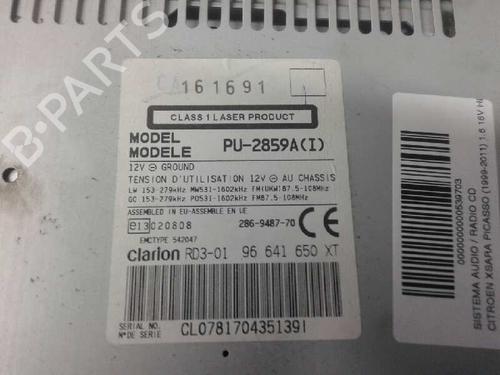 B-PARTS
CA161691
CLASS 1 LASER PRODUCT
MODEL
MODELE PU-2859A(I)
12V ⊖ GROUND
TENSION D'UTILISATION 12V ⊖ AU CHASSIS
LW 153-279kHz MW531-1602kHz FM(UKW)87.5-108MHz
GO 153-279kHz PO531-1602kHz FM87.5-108MHz
ASSEMBLED IN EU-ASSEMBLE EN UE
e13 020808 286-9487-70 CE
EMCTYPE 542047
clarion RD3-01 96 641 650 XT
SERIAL NO.
N° DE SERIE CL078170435139I
SISTEMA AUDIO / RADIO CD
CITROEN XSARA PICASSO (1999-2011) 1.6 16V